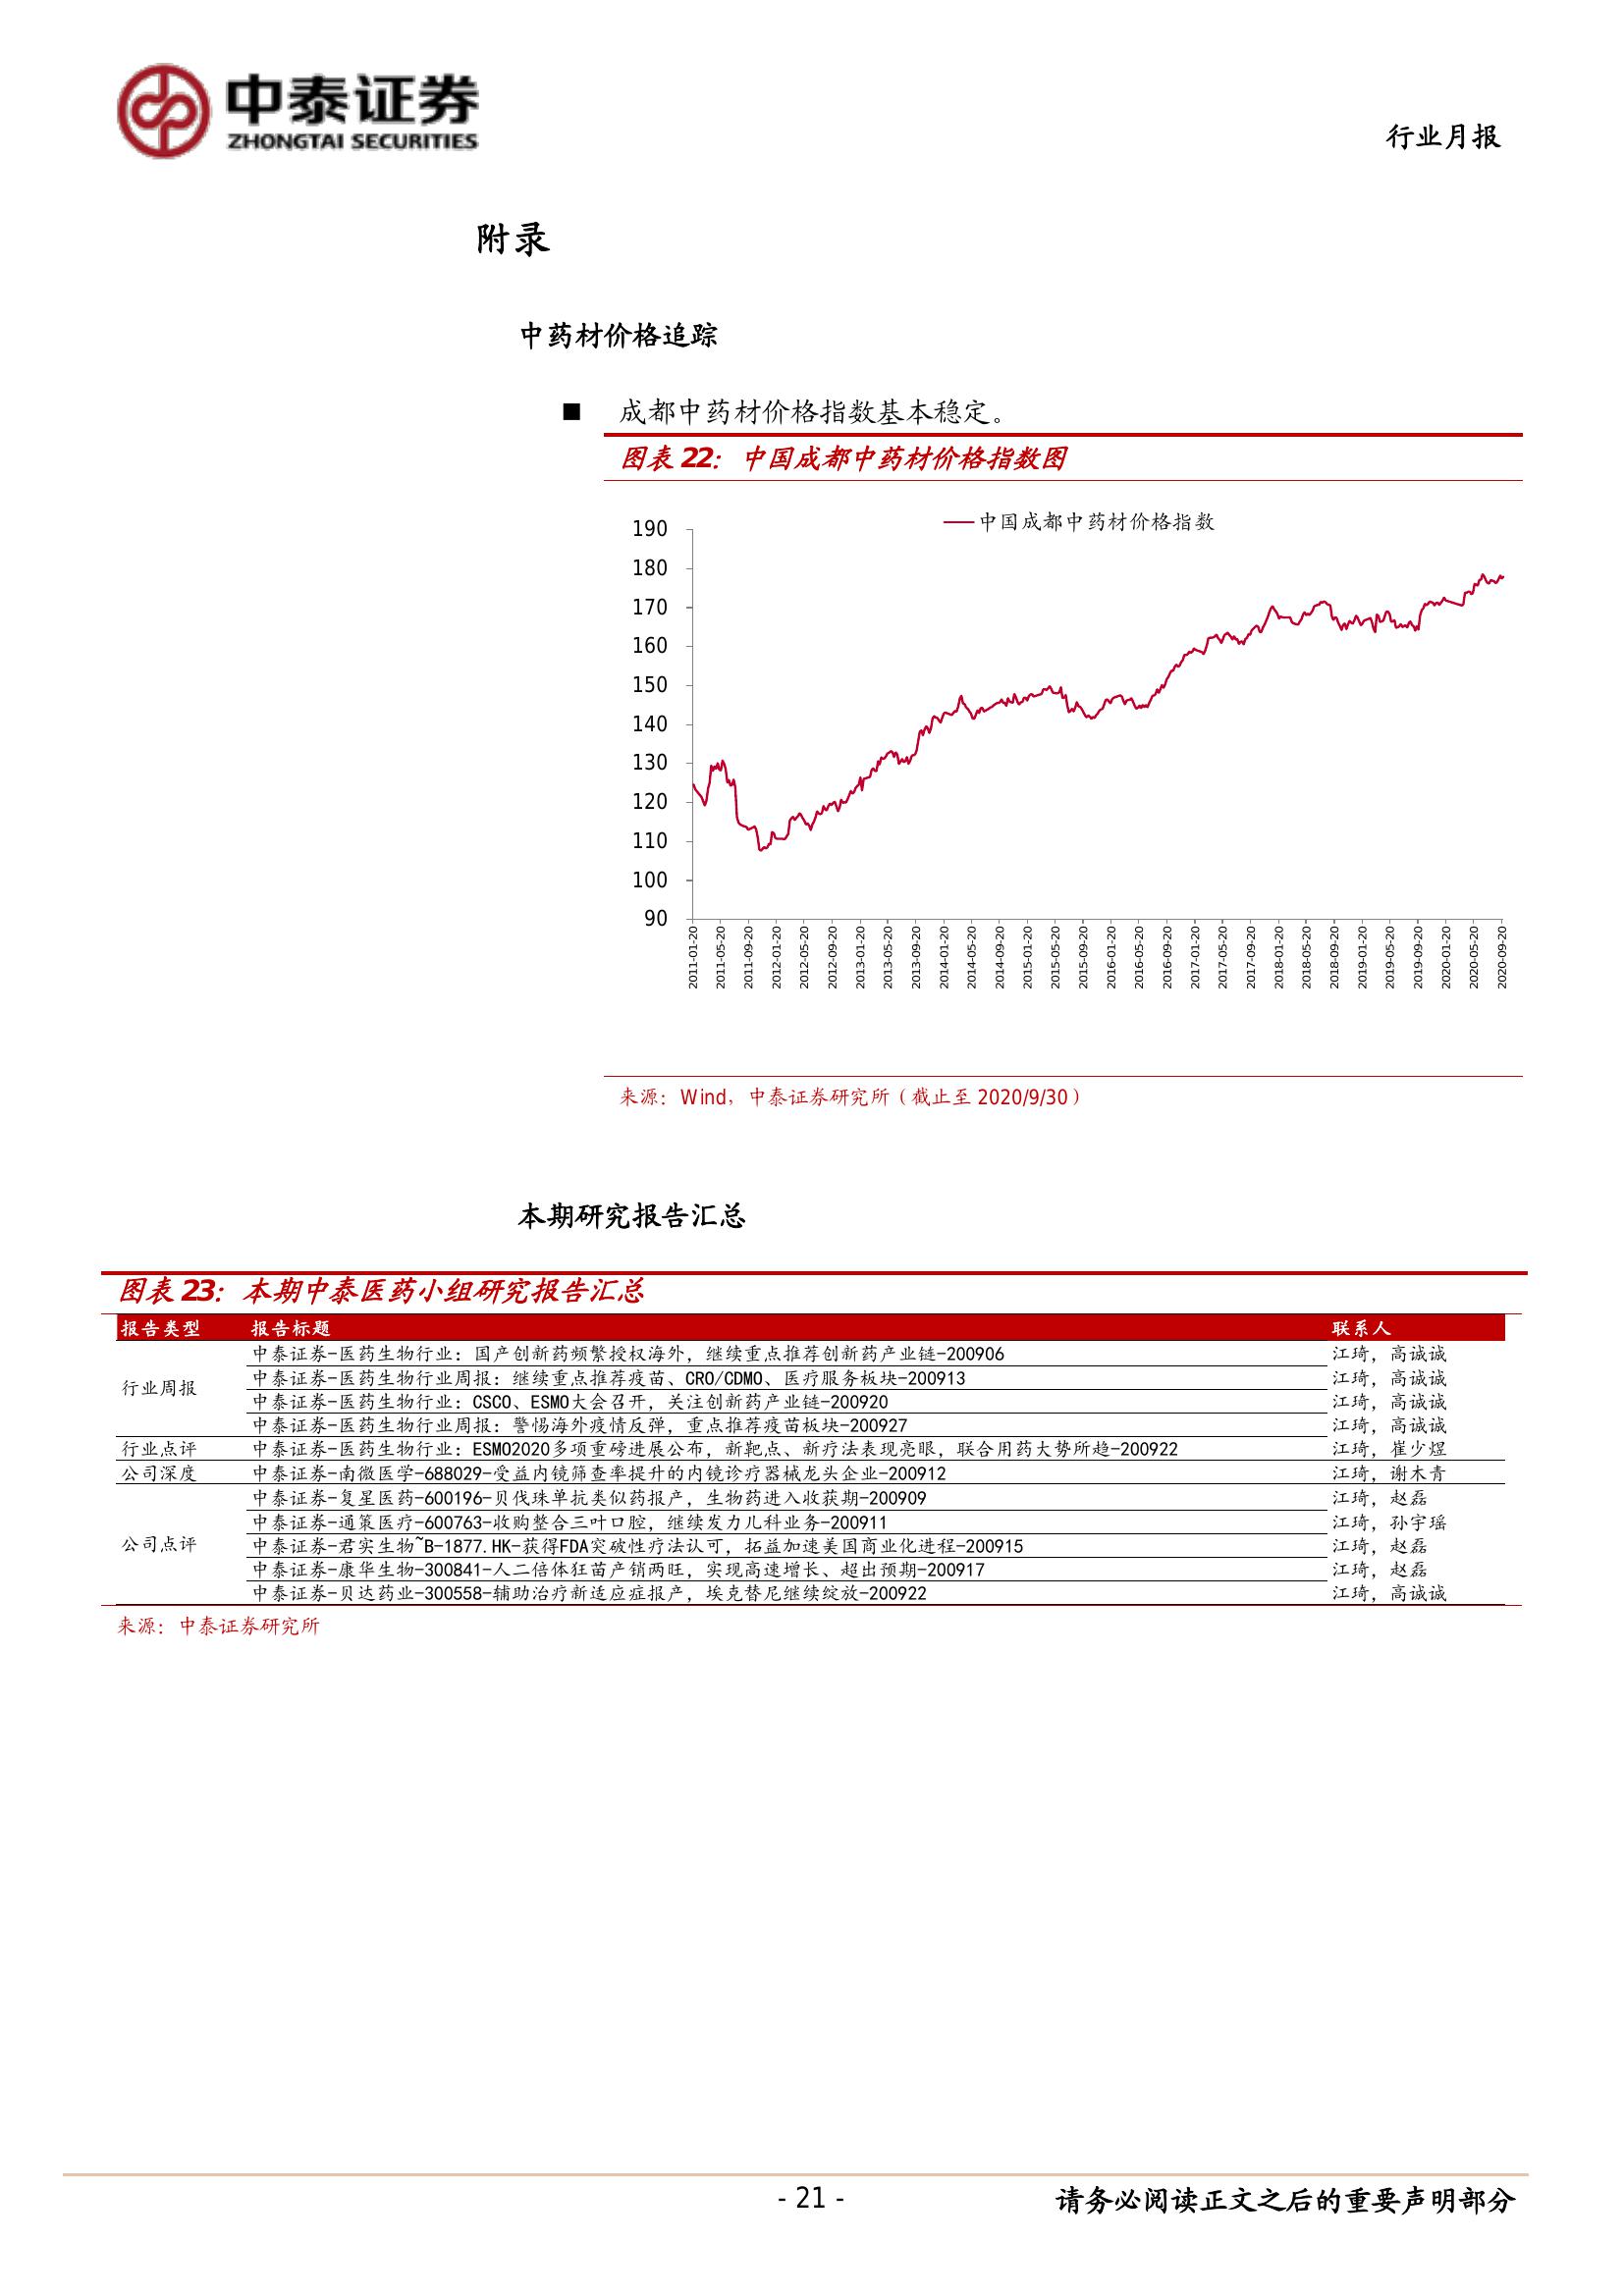 中泰证券
ZHONGTAI SECURITIES
行业月报
附录
中药材价格追踪
■ 成都中药材价格指数基本稳定。
图表 22：中国成都中药材价格指数图
中国成都中药材价格指数
190
180
170
160
150
140
130
120
110
100
90
2011-01-20
2011-05-20
2011-09-20
2012-01-20
2012-05-20
2012-09-20
2013-01-20
2013-05-20
2013-09-20
2014-01-20
2014-05-20
2014-09-20
2015-01-20
2015-05-20
2015-09-20
2016-01-20
2016-05-20
2016-09-20
2017-01-20
2017-05-20
2017-09-20
2018-01-20
2018-05-20
2018-09-20
2019-01-20
2019-05-20
2019-09-20
2020-01-20
2020-05-20
2020-09-20
来源：Wind，中泰证券研究所（截止至 2020/9/30）
本期研究报告汇总
图表 23：本期中泰医药小组研究报告汇总
报告类型 报告标题 联系人
行业周报
中泰证券-医药生物行业：国产创新药频繁授权海外，继续重点推荐创新药产业链-200906 江琦，高诚诚
中泰证券-医药生物行业周报：继续重点推荐疫苗、CRO/CDMO、医疗服务板块-200913 江琦，高诚诚
中泰证券-医药生物行业：CSCO、ESMO大会召开，关注创新药产业链-200920 江琦，高诚诚
中泰证券-医药生物行业周报：警惕海外疫情反弹，重点推荐疫苗板块-200927 江琦，高诚诚
行业点评 中泰证券-医药生物行业：ESMO2020多项重磅进展公布，新靶点、新疗法表现亮眼，联合用药大势所趋-200922 江琦，崔少煜
公司深度 中泰证券-南微医学-688029-受益内镜筛查率提升的内镜诊疗器械龙头企业-200912 江琦，谢木青
公司点评
中泰证券-复星医药-600196-贝伐珠单抗类似药报产，生物药进入收获期-200909 江琦，赵磊
中泰证券-通策医疗-600763-收购整合三叶口腔，继续发力儿科业务-200911 江琦，孙宇瑶
中泰证券-君实生物~B-1877.HK-获得FDA突破性疗法认可，拓益加速美国商业化进程-200915 江琦，赵磊
中泰证券-康华生物-300841-人二倍体狂苗产销两旺，实现高速增长、超出预期-200917 江琦，赵磊
中泰证券-贝达药业-300558-辅助治疗新适应症报产，埃克替尼继续绽放-200922 江琦，高诚诚
来源：中泰证券研究所
- 21 -
请务必阅读正文之后的重要声明部分